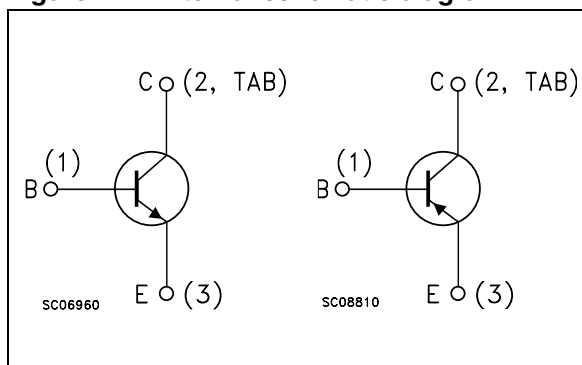 C (2, TAB)
C (2, TAB)
(1)
(1)
B
B
SC06960
E (3)
SC08810
E (3)